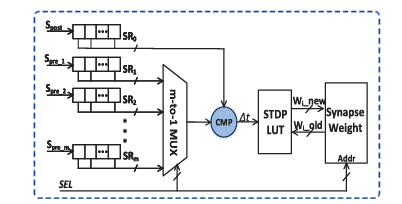 S_post
SR_0
S_pre_1
SR_1
S_pre_2
SR_2
S_pre_m
SR_m
m-to-1 MUX
CMP
Δt
STDP
LUT
W_i_new
W_i_old
Synapse
Weight
Addr
SEL